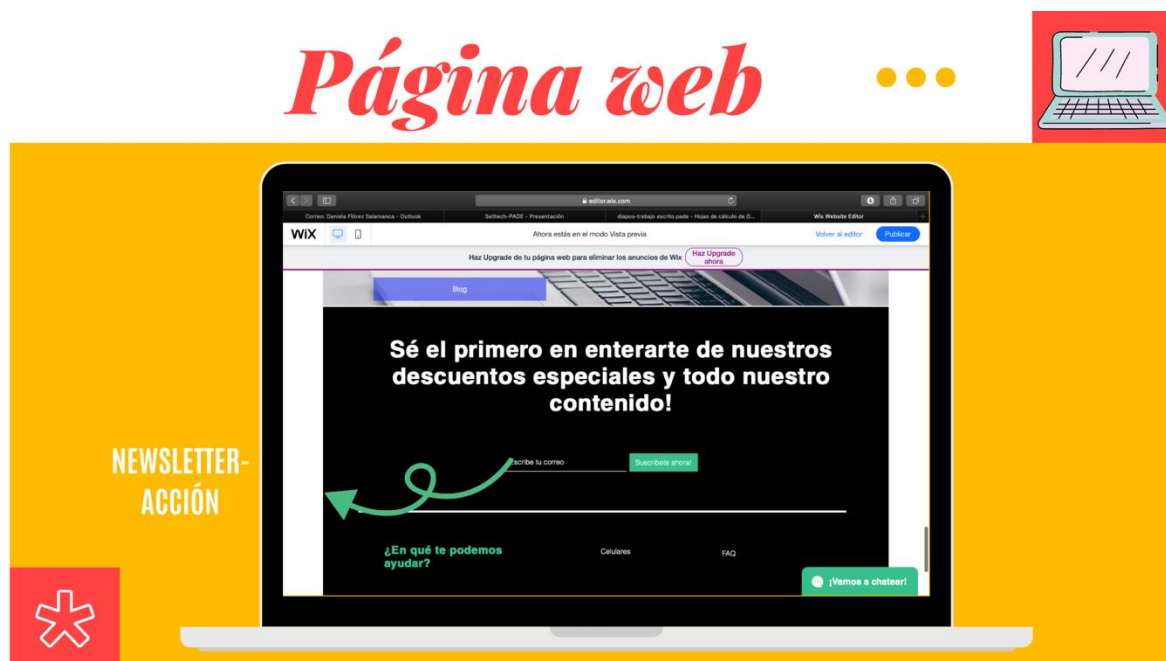 Página web
editor.wix.com
Correo: Daniela Flórez Salamanca - Outlook
Selltech-PADE - Presentación
diapos-trabajo escrito pade - Hojas de cálculo de G...
Wix Website Editor
WiX
Ahora estás en el modo Vista previa
Volver al editor
Publicar
Haz Upgrade de tu página web para eliminar los anuncios de Wix
Haz Upgrade
ahora
Blog
Sé el primero en enterarte de nuestros
descuentos especiales y todo nuestro
contenido!
NEWSLETTER-
ACCIÓN
Escribe tu correo
Suscríbete ahora!
¿En qué te podemos
ayudar?
Celulares
FAQ
¡Vamos a chatear!